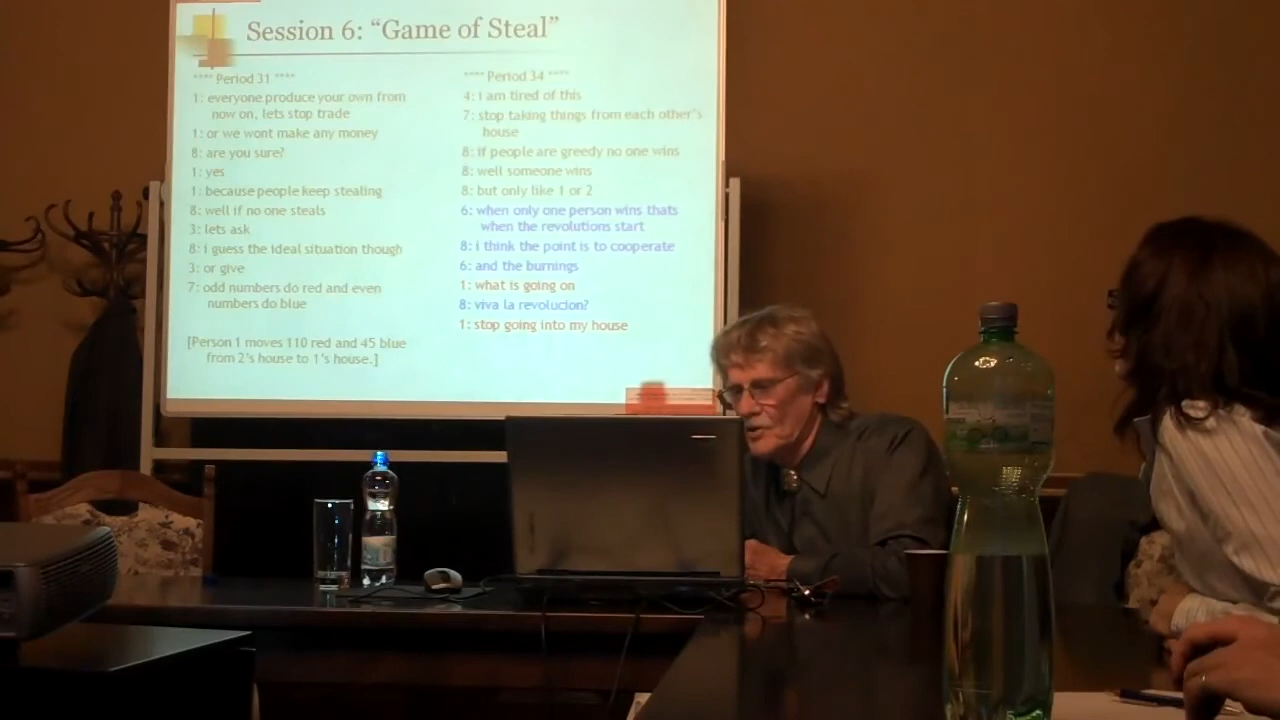 Session 6: “Game of Steal”
**** Period 31 ****
1: everyone produce your own from
now on, lets stop trade
1: or we wont make any money
8: are you sure?
1: yes
1: because people keep stealing
8: well if no one steals
3: lets ask
8: i guess the ideal situation though
3: or give
7: odd numbers do red and even
numbers do blue
[Person 1 moves 110 red and 45 blue
from 2's house to 1's house.]
**** Period 34 ****
4: i am tired of this
7: stop taking things from each other's
house
8: if people are greedy no one wins
8: well someone wins
8: but only like 1 or 2
6: when only one person wins thats
when the revolutions start
8: i think the point is to cooperate
6: and the burnings
1: what is going on
8: viva la revolucion?
1: stop going into my house